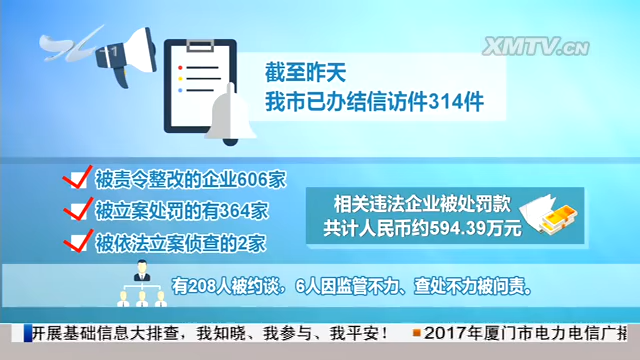 XMTV.CN
截至昨天
我市已办结信访件314件
被责令整改的企业606家
被立案处罚的有364家
被依法立案侦查的2家
相关违法企业被处罚款
共计人民币约594.39万元
有208人被约谈，6人因监管不力、查处不力被问责。
开展基础信息大排查，我知晓、我参与、我平安！ ■2017年厦门市电力电信广播